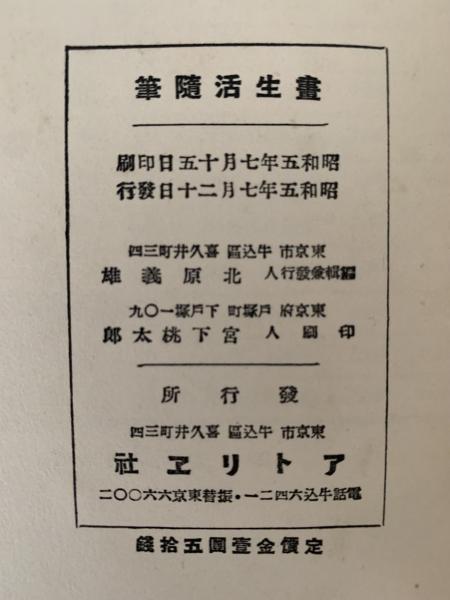 畫生活隨筆
昭和五年七月十五日印刷
昭和五年七月二十日發行
東京市 牛込區 喜久井町三四
編輯兼發行人 北原義雄
東京府 戶塚町 下戶塚一〇九
印刷人 宮下桃太郎
發行所
東京市 牛込區 喜久井町三四
アトリヱ社
電話牛込六四二一・振替東京六六〇〇二
定價金壹圓五拾錢